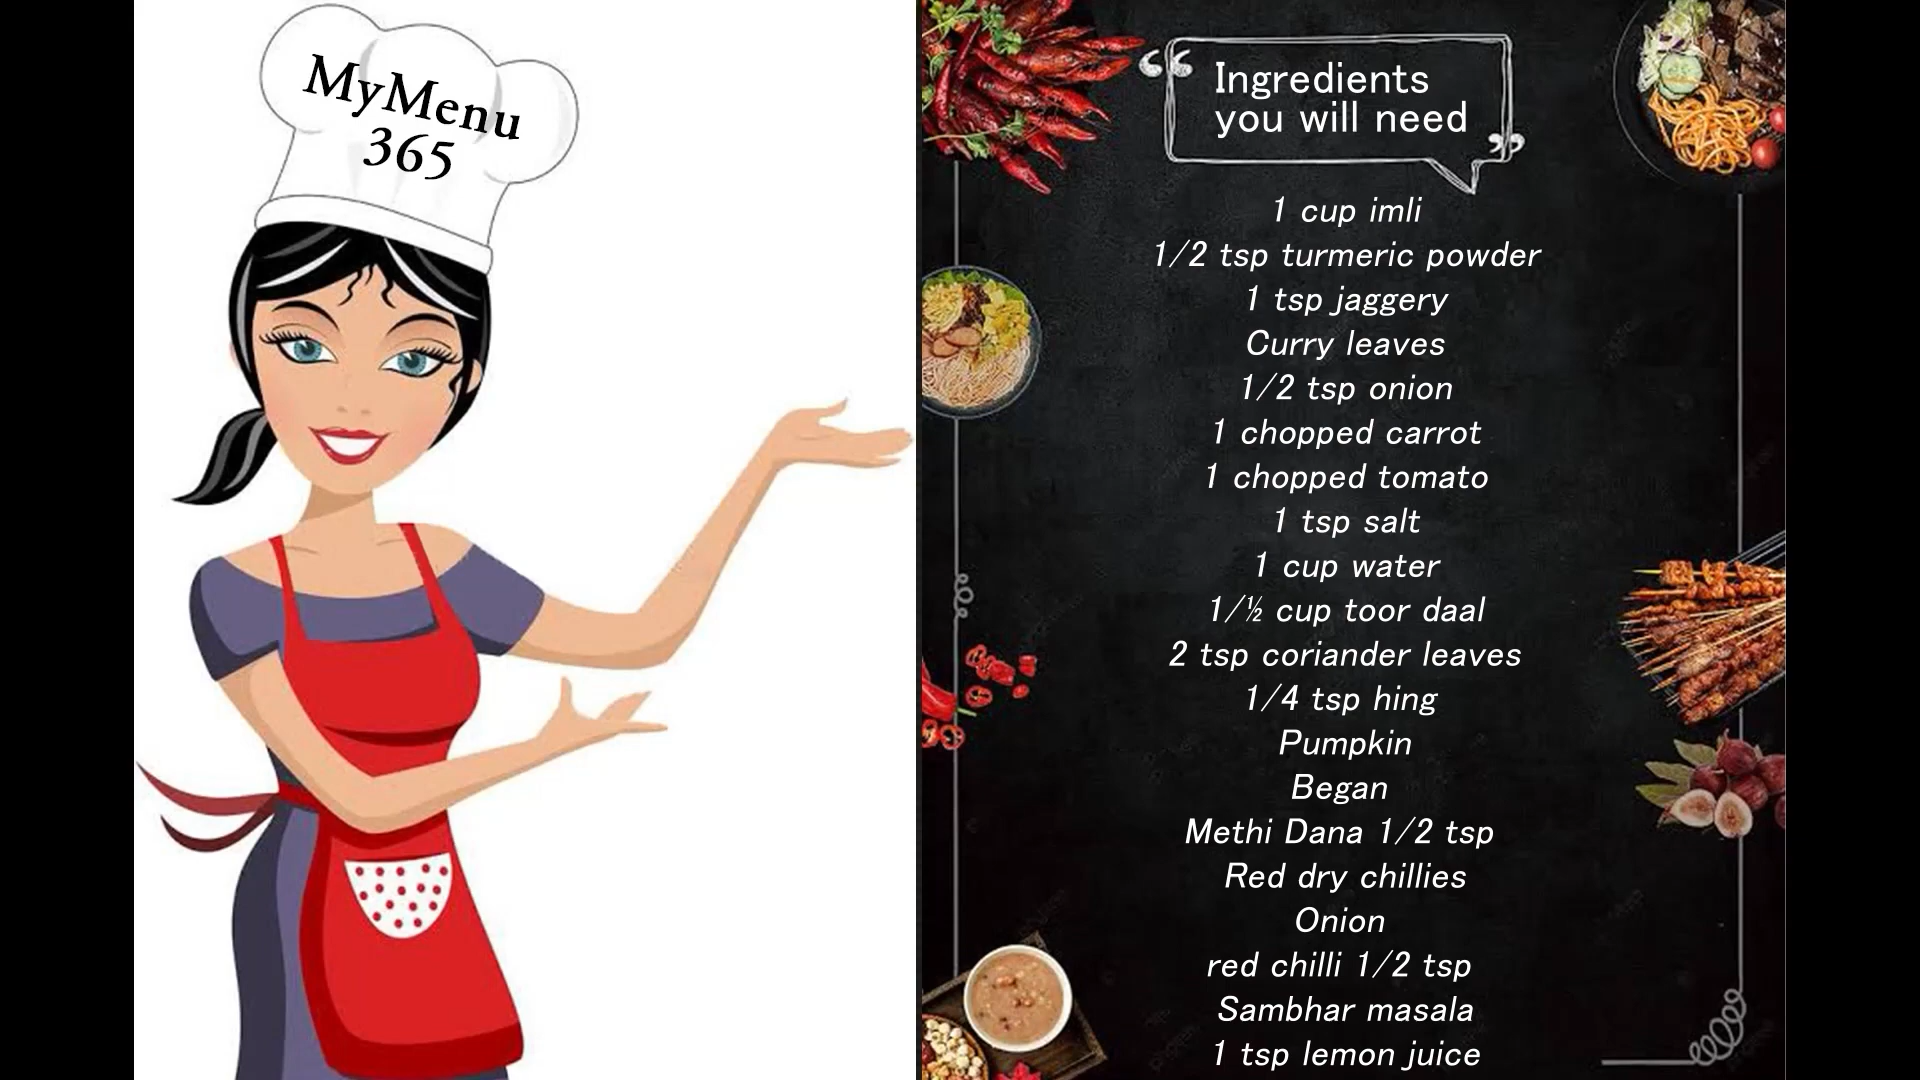 MyMenu
365
“ Ingredients
you will need ”
1 cup imli
1/2 tsp turmeric powder
1 tsp jaggery
Curry leaves
1/2 tsp onion
1 chopped carrot
1 chopped tomato
1 tsp salt
1 cup water
1/½ cup toor daal
2 tsp coriander leaves
1/4 tsp hing
Pumpkin
Began
Methi Dana 1/2 tsp
Red dry chillies
Onion
red chilli 1/2 tsp
Sambhar masala
1 tsp lemon juice